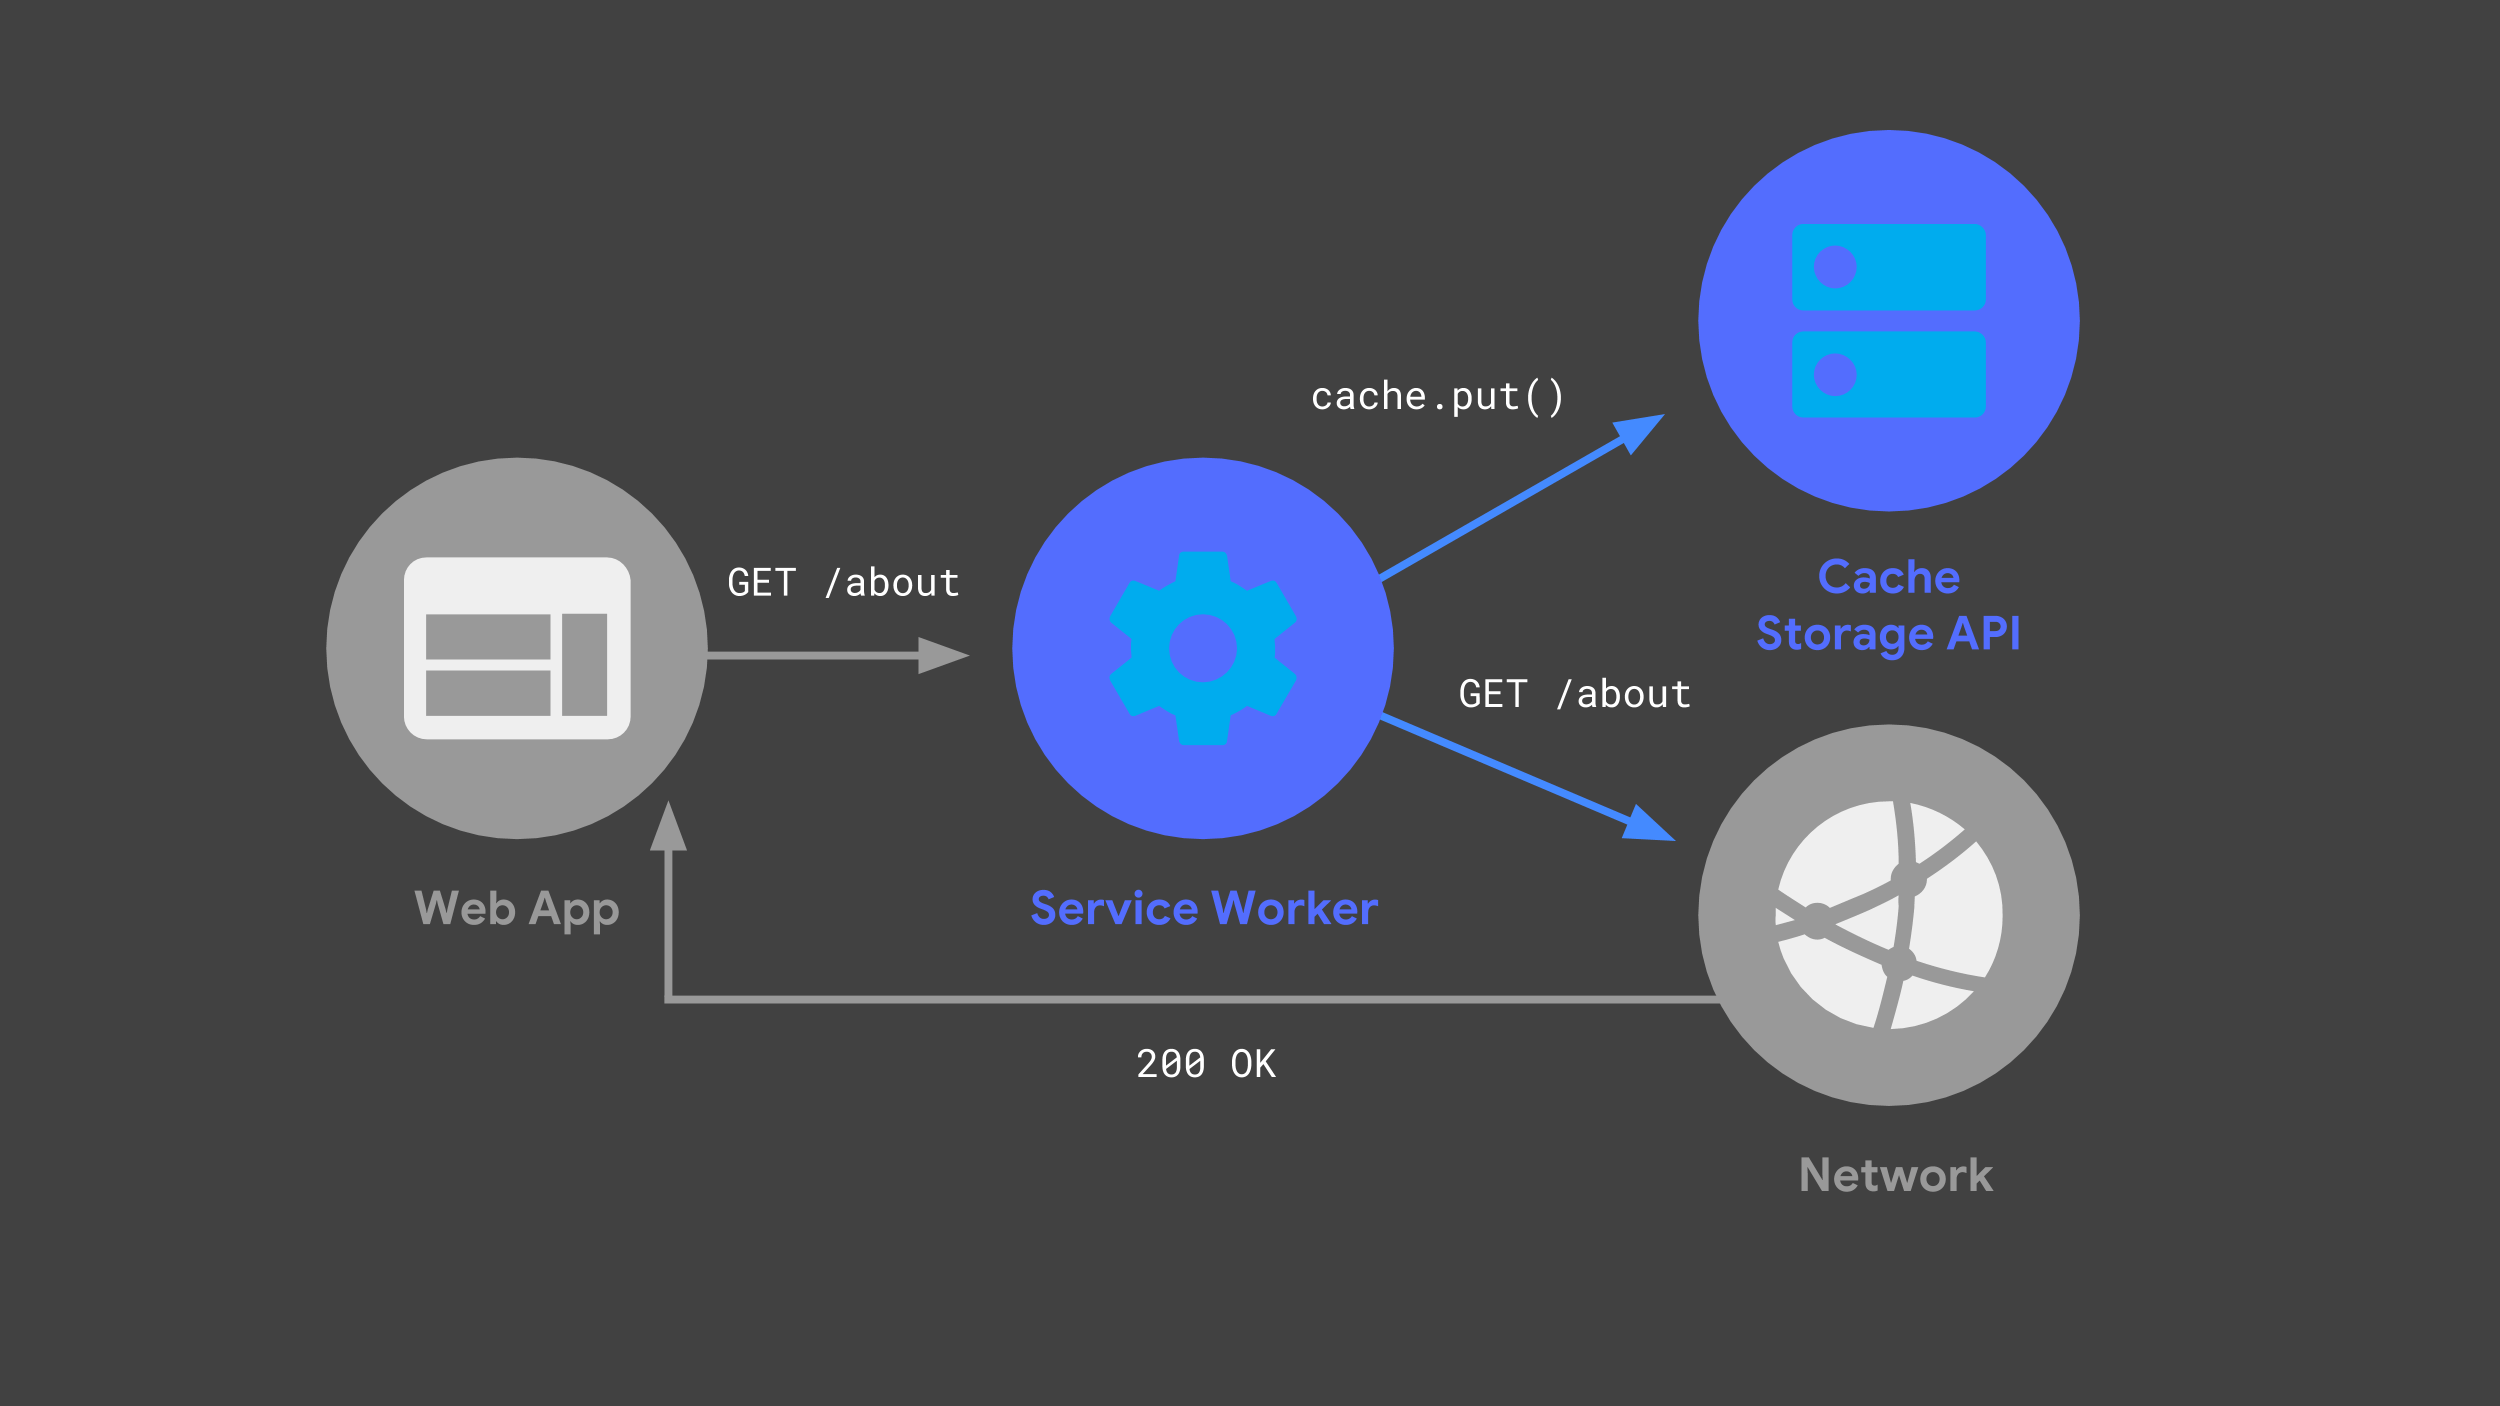 cache.put()
GET /about
Cache
Storage API
GET /about
Web App
Service Worker
200 OK
Network